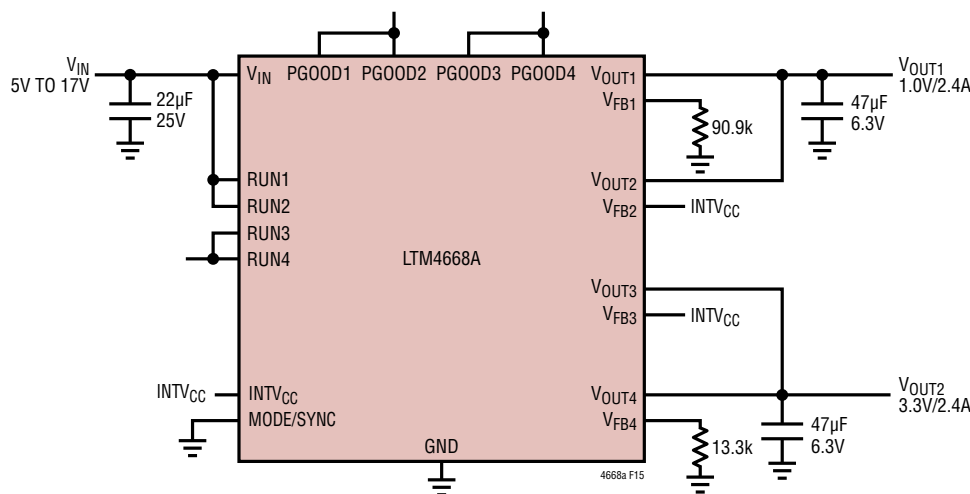 V_IN
5V TO 17V
22µF
25V
V_IN
PGOOD1
PGOOD2
PGOOD3
PGOOD4
V_OUT1
V_FB1
90.9k
47µF
6.3V
V_OUT1
1.0V/2.4A
RUN1
RUN2
RUN3
RUN4
V_OUT2
V_FB2
INTV_CC
LTM4668A
V_OUT3
V_FB3
INTV_CC
INTV_CC
INTV_CC
MODE/SYNC
GND
V_OUT4
V_FB4
13.3k
47µF
6.3V
V_OUT2
3.3V/2.4A
4668a F15